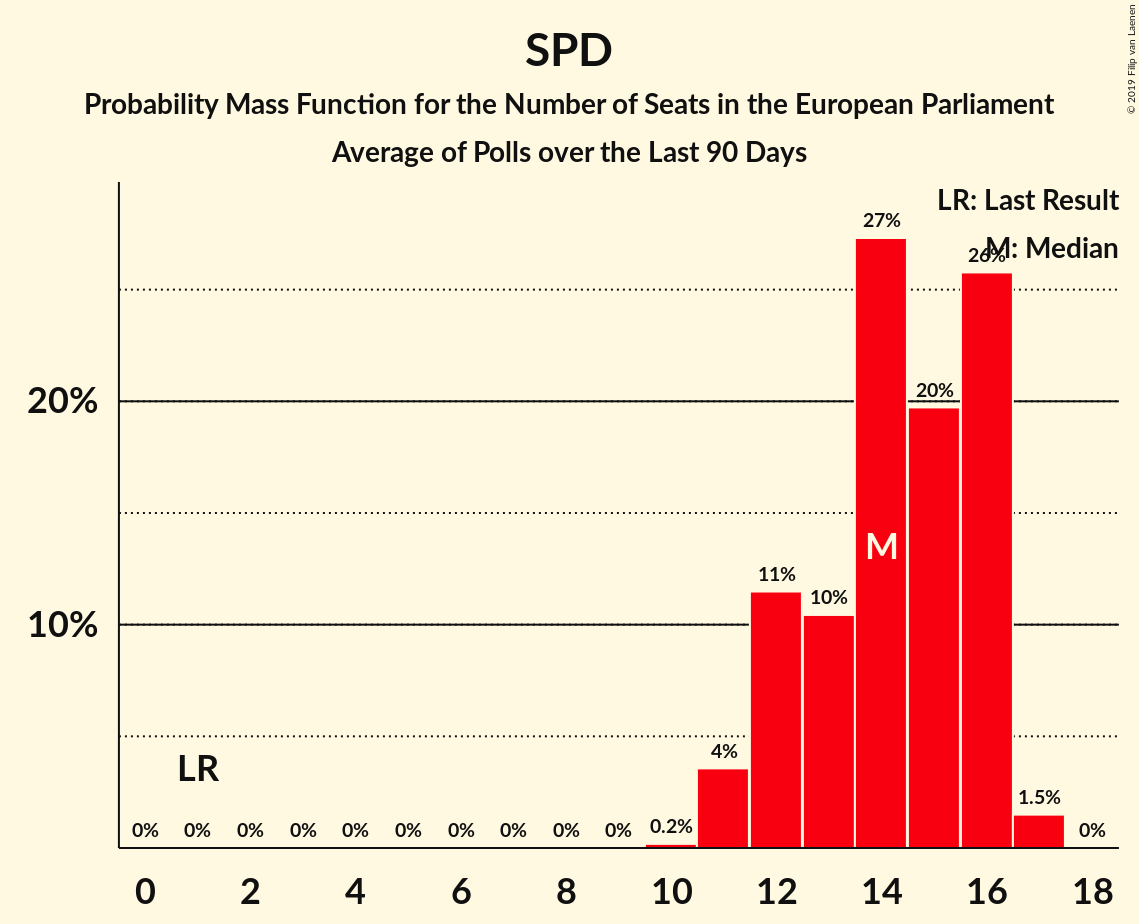 SPD
Probability Mass Function for the Number of Seats in the European Parliament
Average of Polls over the Last 90 Days
© 2019 Filip van Laenen
LR: Last Result
M: Median
27%
26%
20%
20%
M
11%
10%
10%
4%
LR
1.5%
0% 0% 0% 0% 0% 0% 0% 0% 0% 0% 0.2% 0%
0 2 4 6 8 10 12 14 16 18